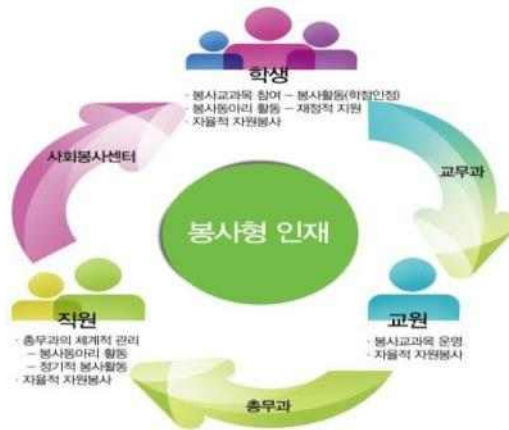 학생
· 봉사교과목 참여 – 봉사활동(학점인정)
· 봉사동아리 활동 – 재정적 지원
· 자율적 자원봉사
사회봉사센터
교무과
봉사형 인재
직원
· 총무과의 체계적 관리
– 봉사동아리 활동
– 정기적 봉사활동
· 자율적 자원봉사
교원
· 봉사교과목 운영
· 자율적 자원봉사
총무과